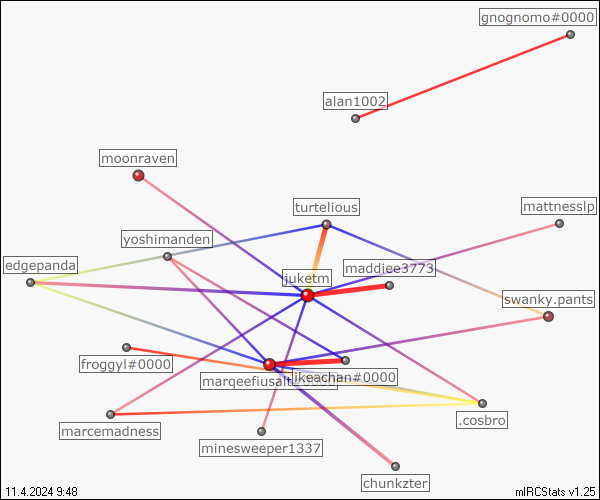 gnognomo#0000
alan1002
moonraven
turtelious
mattnesslp
yoshimanden
edgepanda
maddiee3773
juketm
swanky.pants
froggyl#0000
ikeachan#0000
.cosbro
marcemadness
minesweeper1337
chunkzter
11.4.2024 9:48
mIRCStats v1.25